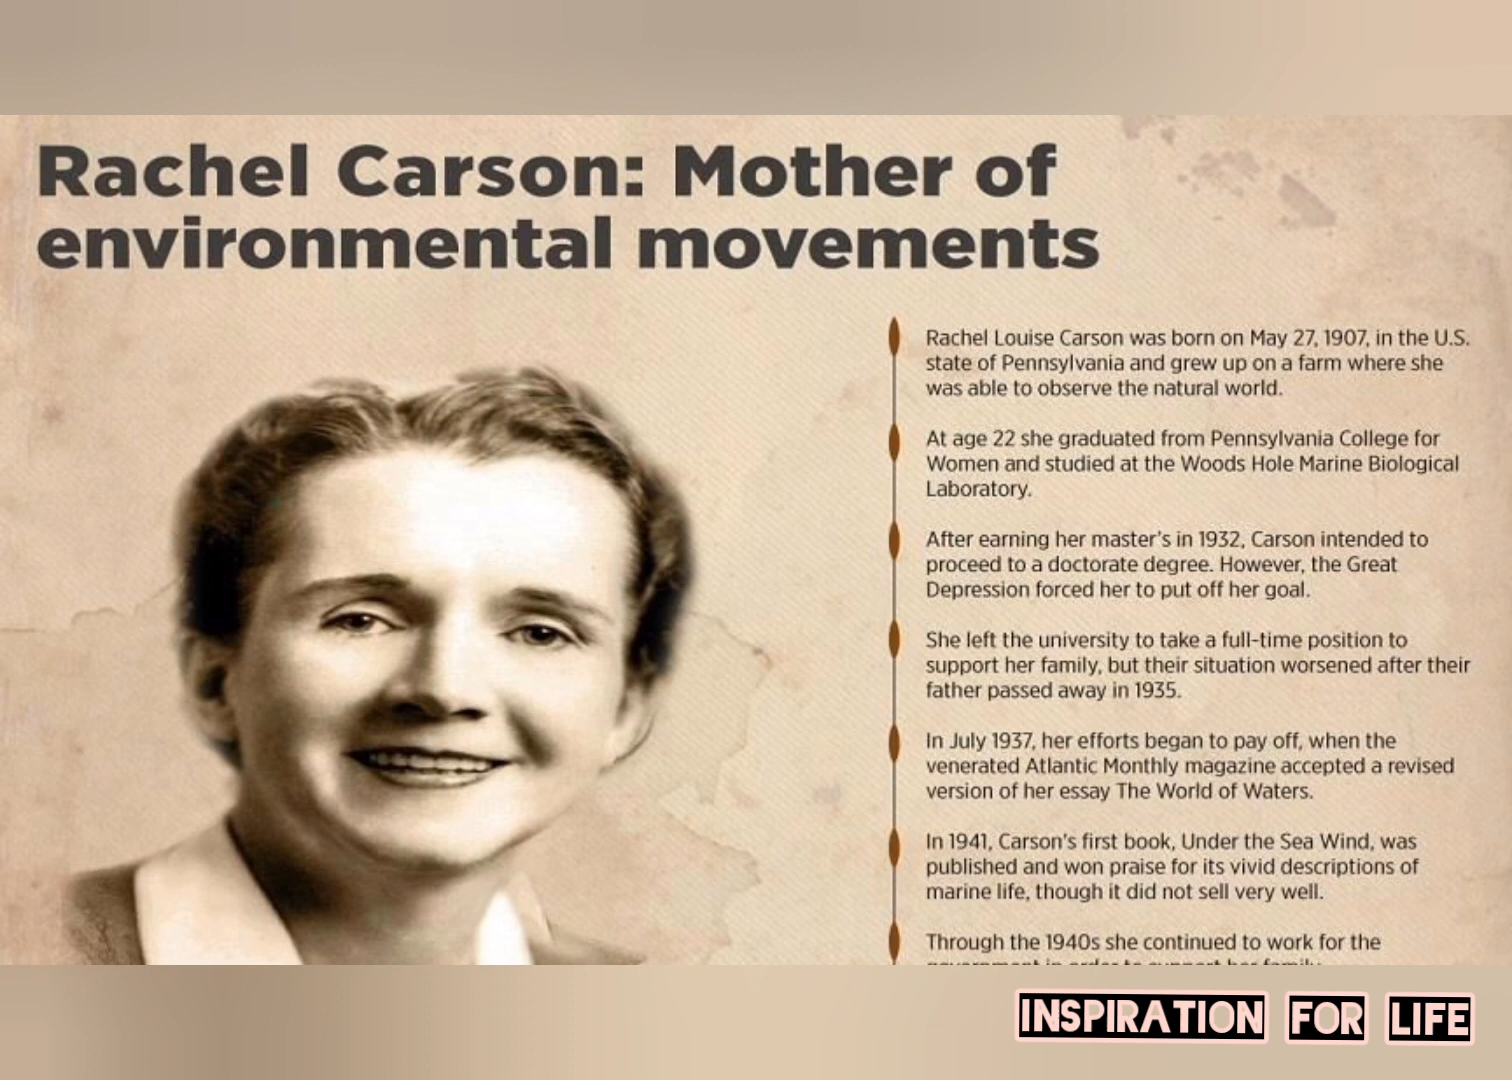 Rachel Carson: Mother of
environmental movements
Rachel Louise Carson was born on May 27, 1907, in the U.S.
state of Pennsylvania and grew up on a farm where she
was able to observe the natural world.
At age 22 she graduated from Pennsylvania College for
Women and studied at the Woods Hole Marine Biological
Laboratory.
After earning her master's in 1932, Carson intended to
proceed to a doctorate degree. However, the Great
Depression forced her to put off her goal.
She left the university to take a full-time position to
support her family, but their situation worsened after their
father passed away in 1935.
In July 1937, her efforts began to pay off, when the
venerated Atlantic Monthly magazine accepted a revised
version of her essay The World of Waters.
In 1941, Carson's first book, Under the Sea Wind, was
published and won praise for its vivid descriptions of
marine life, though it did not sell very well.
Through the 1940s she continued to work for the
INSPIRATION FOR LIFE